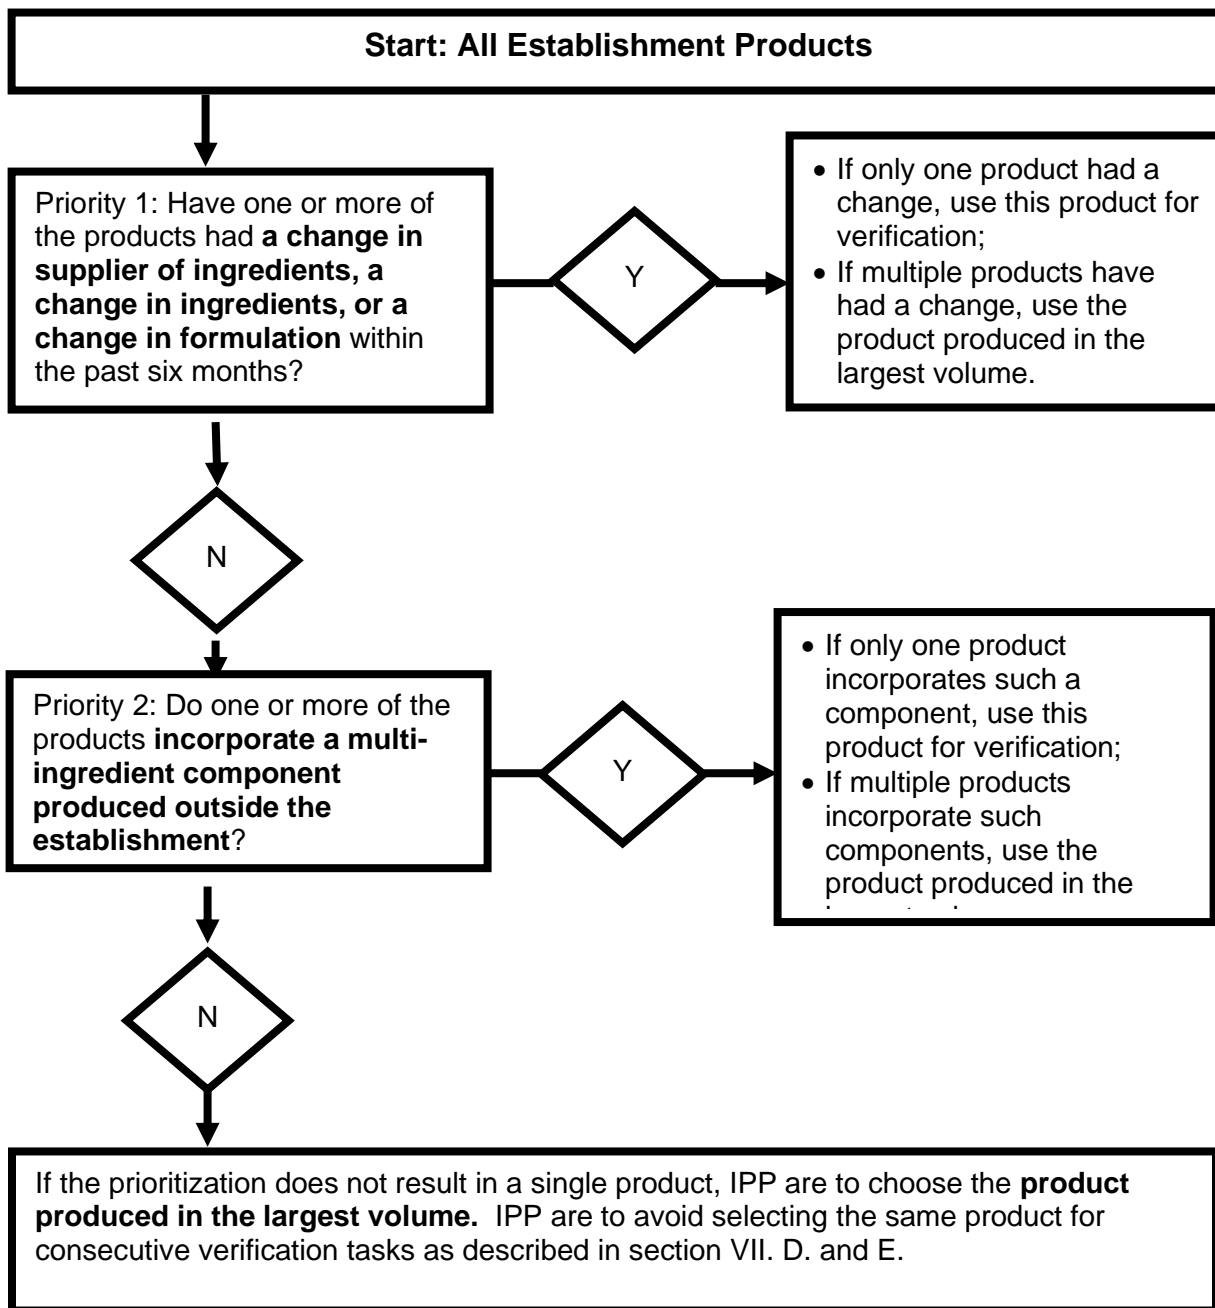 Start: All Establishment Products
Priority 1: Have one or more of
the products had a change in
supplier of ingredients, a
change in ingredients, or a
change in formulation within
the past six months?
Y
• If only one product had a
change, use this product for
verification;
• If multiple products have
had a change, use the
product produced in the
largest volume.
N
Priority 2: Do one or more of the
products incorporate a multi-
ingredient component
produced outside the
establishment?
Y
• If only one product
incorporates such a
component, use this
product for verification;
• If multiple products
incorporate such
components, use the
product produced in the
N
If the prioritization does not result in a single product, IPP are to choose the product
produced in the largest volume. IPP are to avoid selecting the same product for
consecutive verification tasks as described in section VII. D. and E.